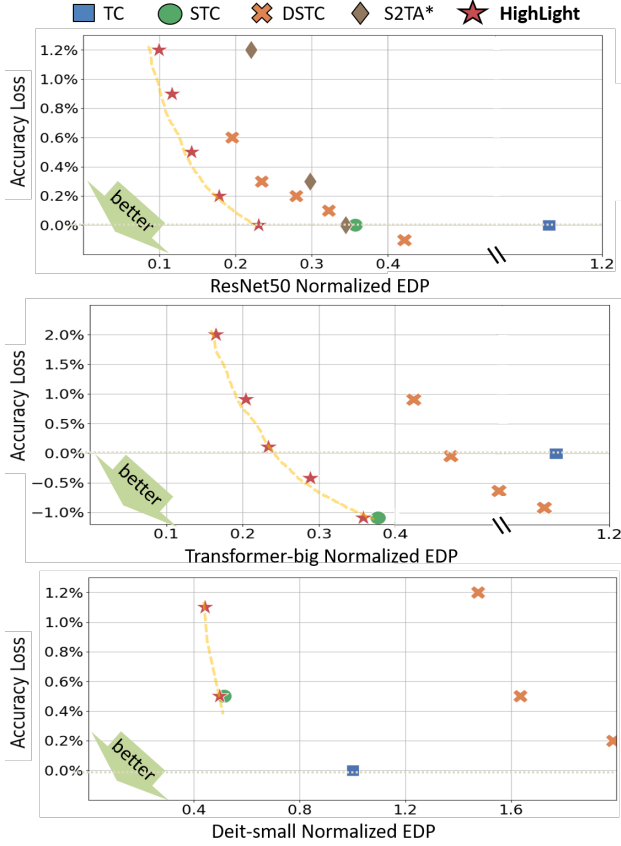 TC STC DSTC S2TA* HighLight
Accuracy Loss
1.2%
1.0%
0.8%
0.6%
0.4%
0.2%
0.0%
better
0.1 0.2 0.3 0.4 1.2
ResNet50 Normalized EDP
Accuracy Loss
2.0%
1.5%
1.0%
0.5%
0.0%
−0.5%
−1.0%
better
0.1 0.2 0.3 0.4 1.2
Transformer-big Normalized EDP
Accuracy Loss
1.2%
1.0%
0.8%
0.6%
0.4%
0.2%
0.0%
better
0.4 0.8 1.2 1.6
Deit-small Normalized EDP